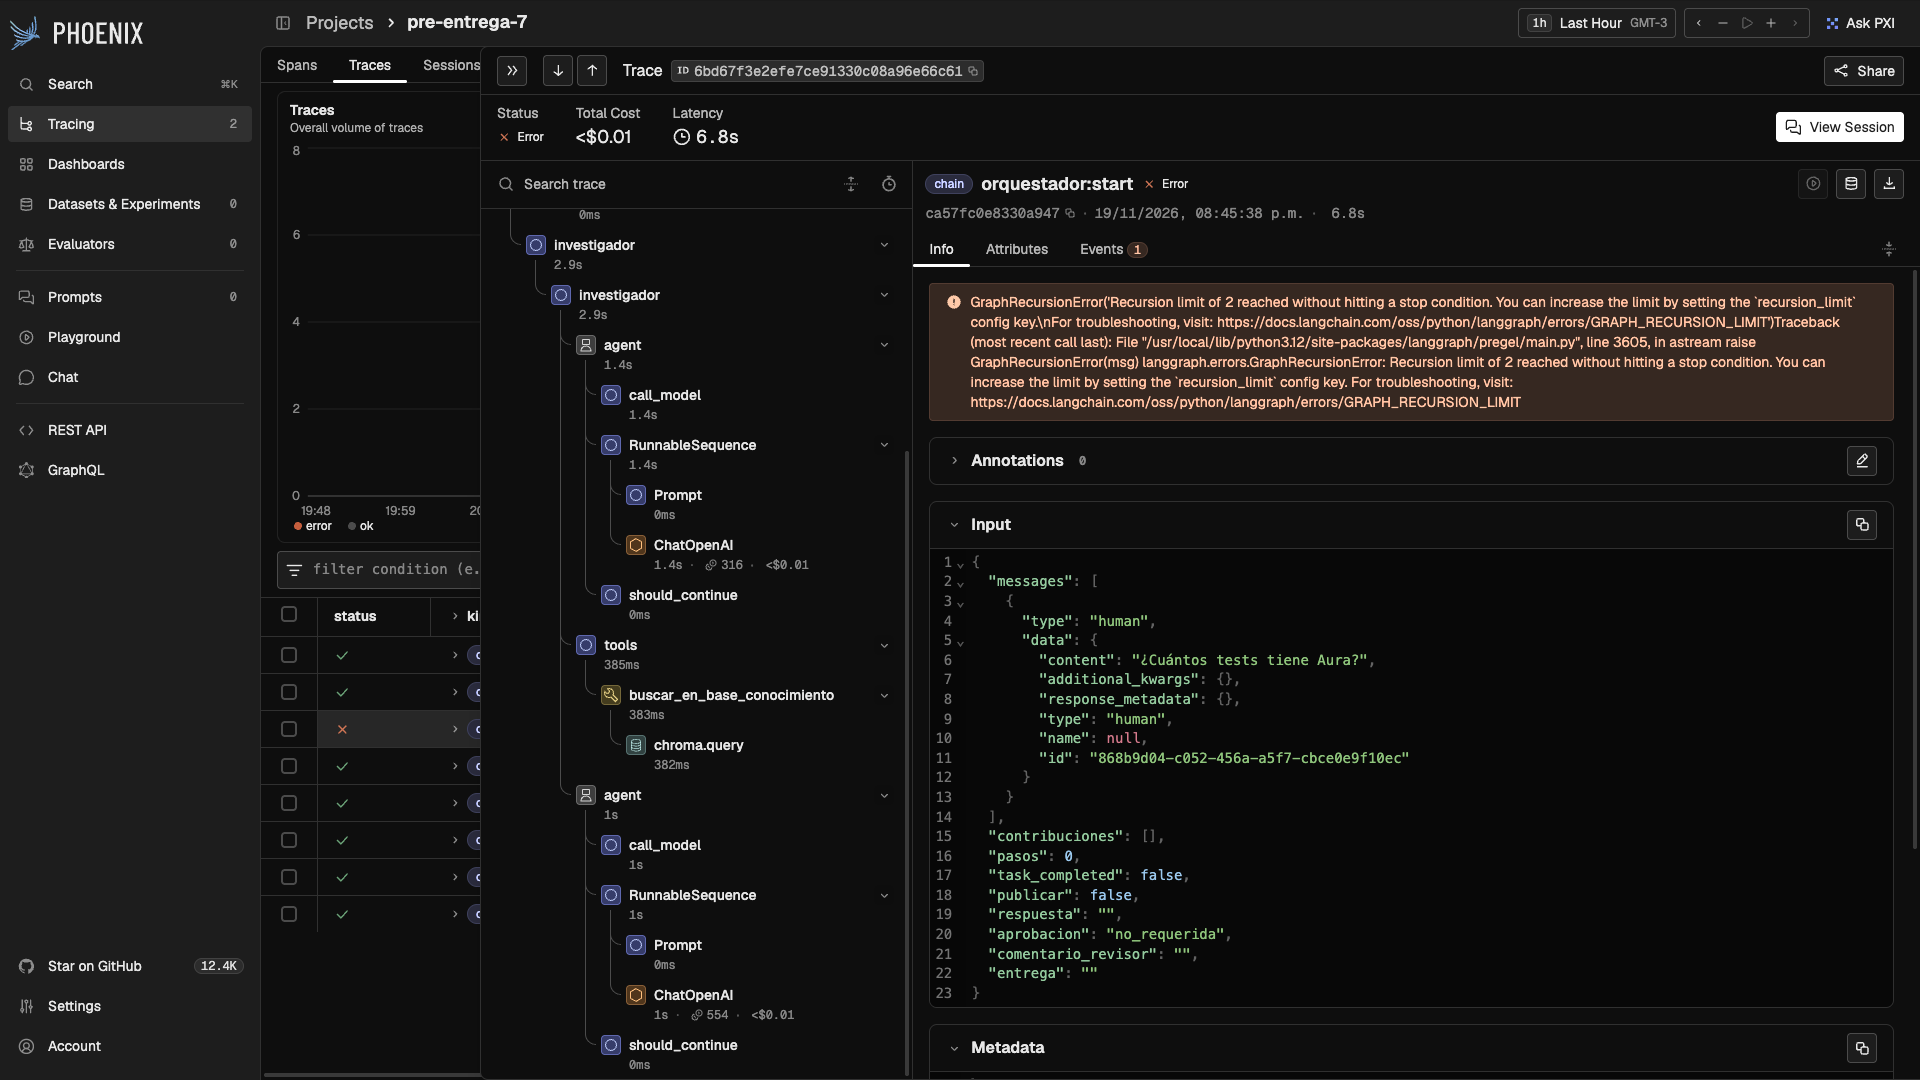 PHOENIX
Search
⌘K
Tracing
2
Dashboards
Datasets & Experiments
0
Evaluators
0
Prompts
0
Playground
Chat
REST API
GraphQL
Star on GitHub
12.4K
Settings
Account
Projects › pre-entrega-7
1h Last Hour GMT-3
Ask PXI
Spans Traces Sessions
Traces
Overall volume of traces
8
6
4
2
0
19:48 19:59
error ok
filter condition (e.
status
Trace ID 6bd67f3e2efe7ce91330c08a96e66c61
Share
Status Total Cost Latency
Error <$0.01 6.8s
View Session
Search trace
0ms
investigador
2.9s
investigador
2.9s
agent
1.4s
call_model
1.4s
RunnableSequence
1.4s
Prompt
0ms
ChatOpenAI
1.4s · 316 · <$0.01
should_continue
0ms
tools
385ms
buscar_en_base_conocimiento
383ms
chroma.query
382ms
agent
1s
call_model
1s
RunnableSequence
1s
Prompt
0ms
ChatOpenAI
1s · 554 · <$0.01
should_continue
0ms
chain orquestador:start Error
ca57fc0e8330a947 · 19/11/2026, 08:45:38 p.m. · 6.8s
Info Attributes Events 1
GraphRecursionError('Recursion limit of 2 reached without hitting a stop condition. You can increase the limit by setting the `recursion_limit`
config key.\nFor troubleshooting, visit: https://docs.langchain.com/oss/python/langgraph/errors/GRAPH_RECURSION_LIMIT')Traceback
(most recent call last): File "/usr/local/lib/python3.12/site-packages/langgraph/pregel/main.py", line 3605, in astream raise
GraphRecursionError(msg) langgraph.errors.GraphRecursionError: Recursion limit of 2 reached without hitting a stop condition. You can
increase the limit by setting the `recursion_limit` config key. For troubleshooting, visit:
https://docs.langchain.com/oss/python/langgraph/errors/GRAPH_RECURSION_LIMIT
Annotations 0
Input
1 {
2 "messages": [
3 {
4 "type": "human",
5 "data": {
6 "content": "¿Cuántos tests tiene Aura?",
7 "additional_kwargs": {},
8 "response_metadata": {},
9 "type": "human",
10 "name": null,
11 "id": "868b9d04-c052-456a-a5f7-cbce0e9f10ec"
12 }
13 }
14 ],
15 "contribuciones": [],
16 "pasos": 0,
17 "task_completed": false,
18 "publicar": false,
19 "respuesta": "",
20 "aprobacion": "no_requerida",
21 "comentario_revisor": "",
22 "entrega": ""
23 }
Metadata